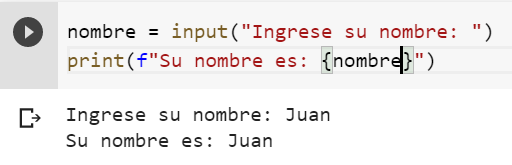 nombre = input("Ingrese su nombre: ")
print(f"Su nombre es: {nombre}")
Ingrese su nombre: Juan
Su nombre es: Juan